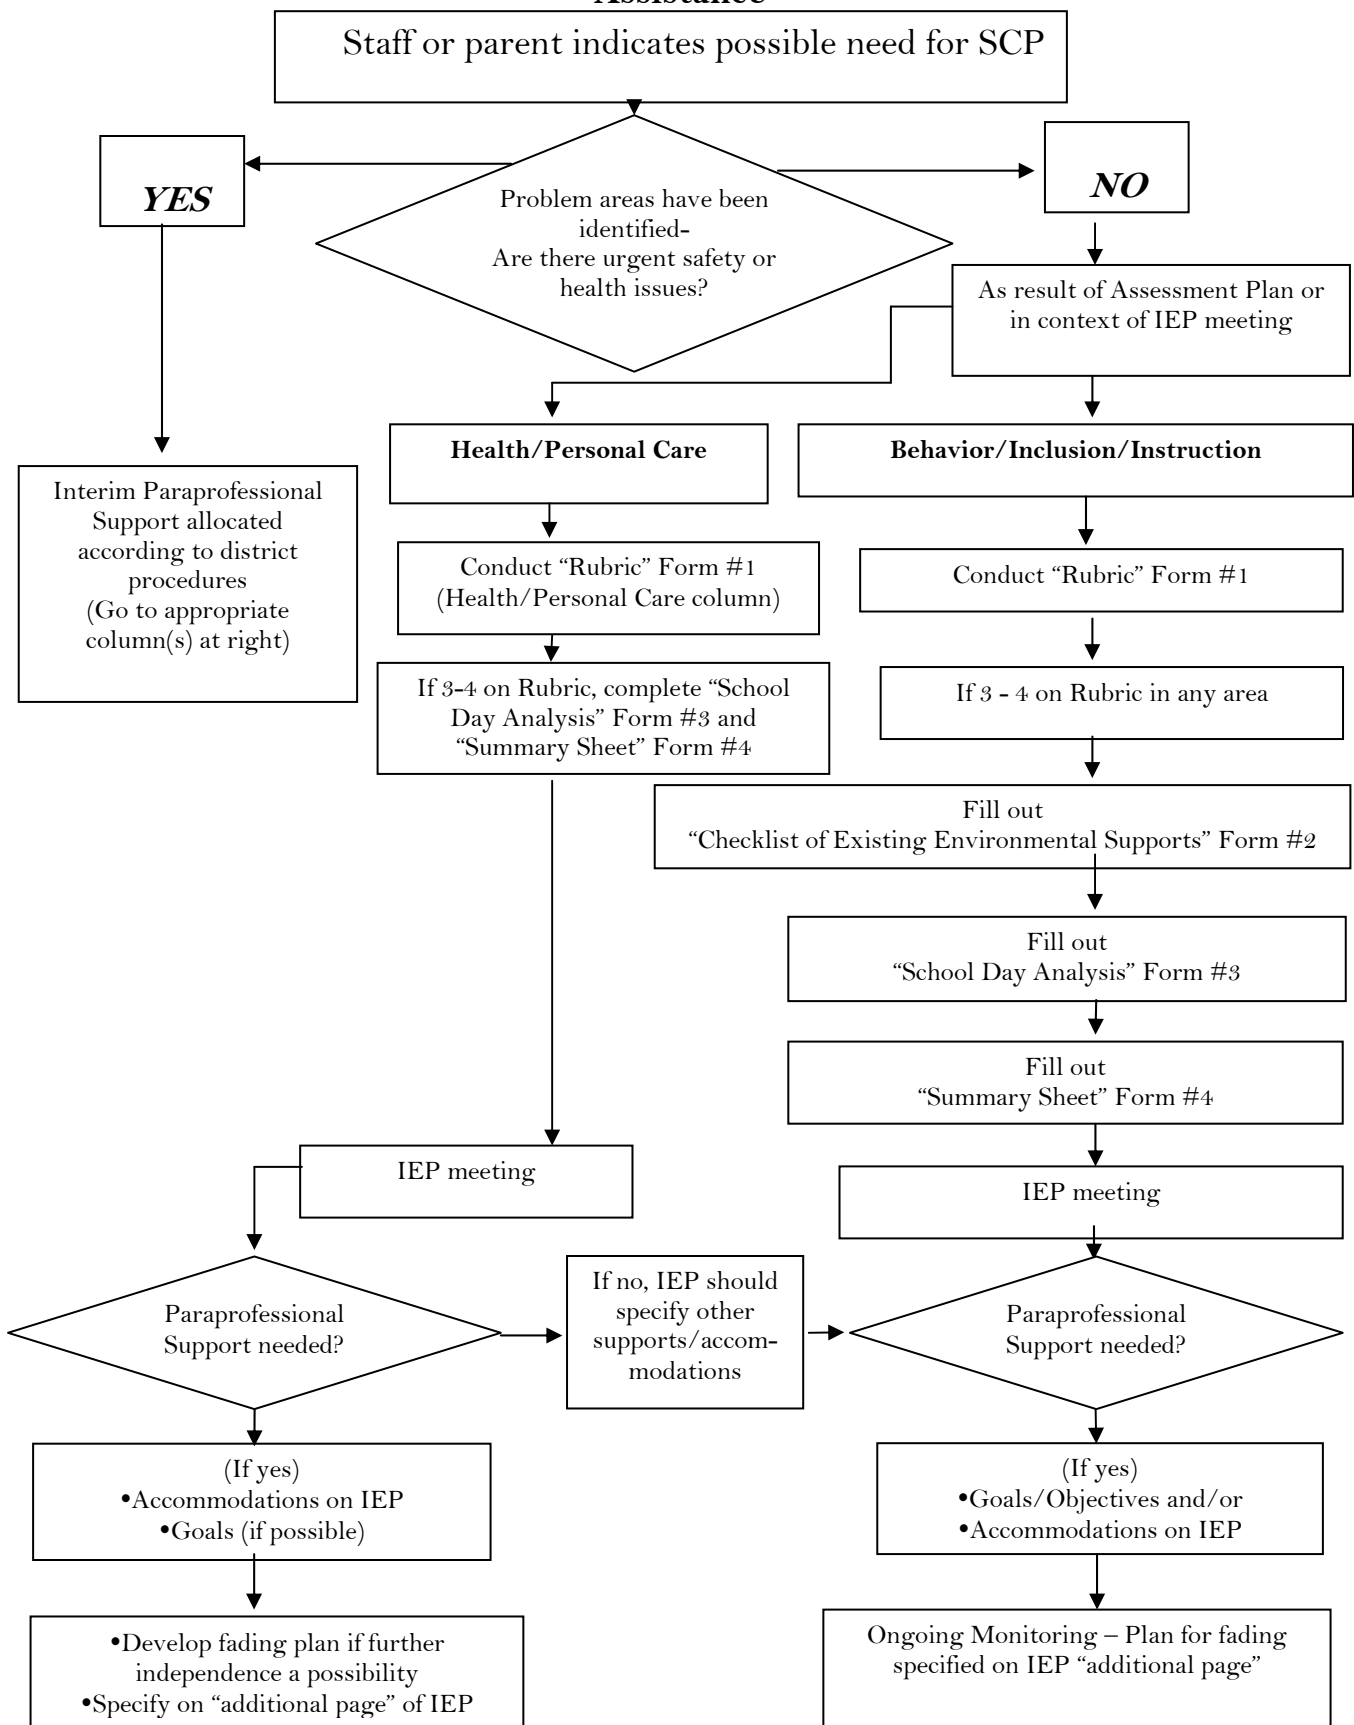 Assistance
Staff or parent indicates possible need for SCP
YES
NO
Problem areas have been
identified-
Are there urgent safety or
health issues?
As result of Assessment Plan or
in context of IEP meeting
Health/Personal Care
Behavior/Inclusion/Instruction
Interim Paraprofessional
Support allocated
according to district
procedures
(Go to appropriate
column(s) at right)
Conduct “Rubric” Form #1
(Health/Personal Care column)
Conduct “Rubric” Form #1
If 3-4 on Rubric, complete “School
Day Analysis” Form #3 and
“Summary Sheet” Form #4
If 3 - 4 on Rubric in any area
Fill out
“Checklist of Existing Environmental Supports” Form #2
Fill out
“School Day Analysis” Form #3
Fill out
“Summary Sheet” Form #4
IEP meeting
IEP meeting
Paraprofessional
Support needed?
If no, IEP should
specify other
supports/accom-
modations
Paraprofessional
Support needed?
(If yes)
•Accommodations on IEP
•Goals (if possible)
(If yes)
•Goals/Objectives and/or
•Accommodations on IEP
•Develop fading plan if further
independence a possibility
•Specify on “additional page” of IEP
Ongoing Monitoring – Plan for fading
specified on IEP “additional page”